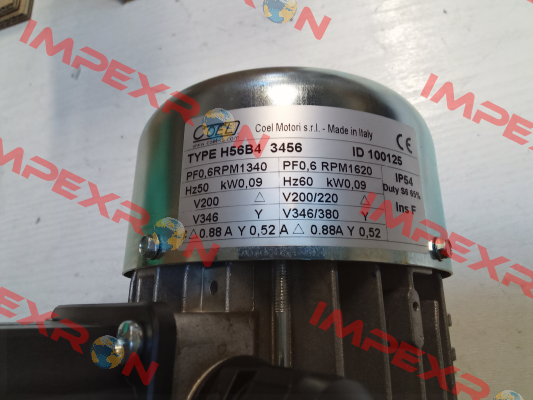 IMPEXRON
COEL
Coel Motori s.r.l. - Made in Italy
TYPE H56B4 3456 ID 100125
PF0,6RPM1340 PF0,6 RPM1620 IP54
Hz50 kW0,09 Hz60 kW0,09 Duty S6 65%
V200 △ V200/220 △ Ins F
V346 Y V346/380 Y
A △ 0.88 A Y 0,52 A △ 0.88A Y 0,52
IMPEXRON
IMPEXRON
IMPEXRON
IMPEXRON